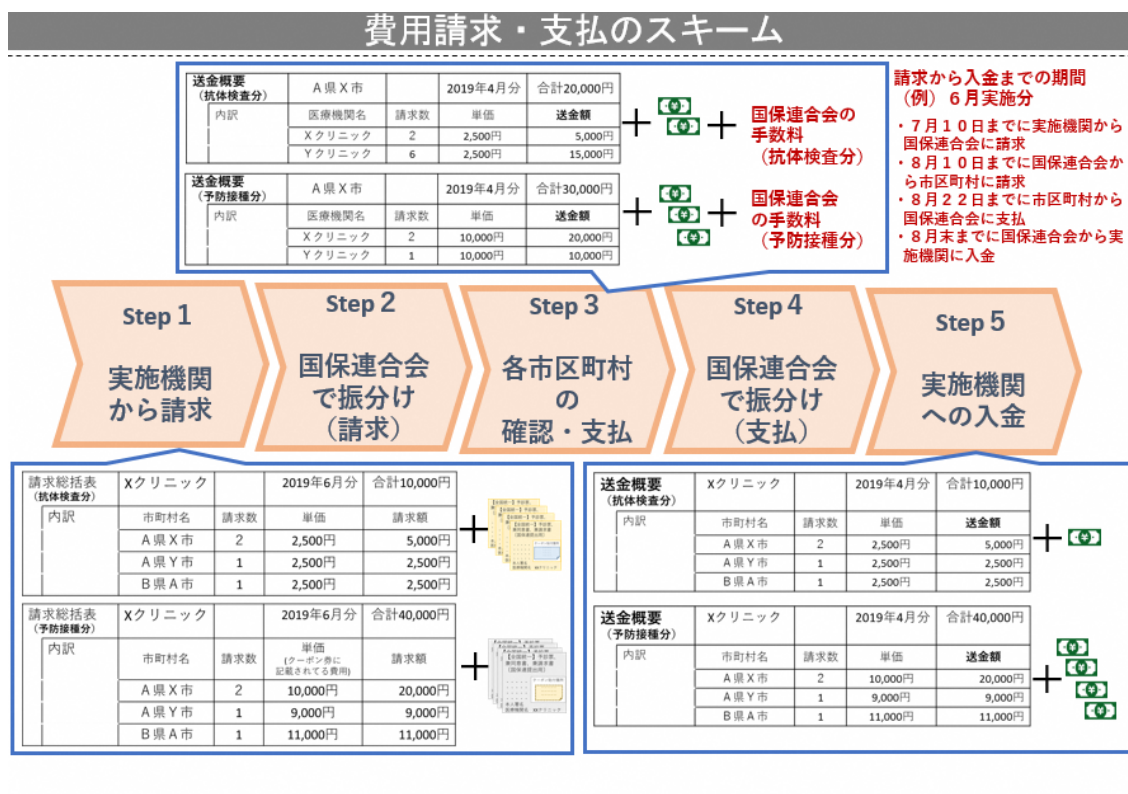 費用請求・支払のスキーム
送金概要 A県X市 2019年4月分 合計20,000円
(抗体検査分)
内訳 医療機関名 請求数 単価 送金額
Xクリニック 2 2,500円 5,000円
Yクリニック 6 2,500円 15,000円
国保連合会の
手数料
(抗体検査分)
送金概要 A県X市 2019年4月分 合計30,000円
(予防接種分)
内訳 医療機関名 請求数 単価 送金額
Xクリニック 2 10,000円 20,000円
Yクリニック 1 10,000円 10,000円
国保連合会
の手数料
(予防接種分)
請求から入金までの期間
(例)6月実施分
・7月10日までに実施機関から
国保連合会に請求
・8月10日までに国保連合会か
ら市区町村に請求
・8月22日までに市区町村から
国保連合会に支払
・8月末までに国保連合会から実
施機関に入金
Step 1
実施機関
から請求
Step 2
国保連合会
で振分け
(請求)
Step 3
各市区町村
の
確認・支払
Step 4
国保連合会
で振分け
(支払)
Step 5
実施機関
への入金
請求総括表 Xクリニック 2019年6月分 合計10,000円
(抗体検査分)
内訳 市町村名 請求数 単価 請求額
A県X市 2 2,500円 5,000円
A県Y市 1 2,500円 2,500円
B県A市 1 2,500円 2,500円
請求総括表 Xクリニック 2019年6月分 合計40,000円
(予防接種分)
内訳 市町村名 請求数 単価 請求額
(クーポン券に
記載されてる費用)
A県X市 2 10,000円 20,000円
A県Y市 1 9,000円 9,000円
B県A市 1 11,000円 11,000円
送金概要 Xクリニック 2019年4月分 合計10,000円
(抗体検査分)
内訳 市町村名 請求数 単価 送金額
A県X市 2 2,500円 5,000円
A県Y市 1 2,500円 2,500円
B県A市 1 2,500円 2,500円
送金概要 Xクリニック 2019年4月分 合計40,000円
(予防接種分)
内訳 市町村名 請求数 単価 送金額
A県X市 2 10,000円 20,000円
A県Y市 1 9,000円 9,000円
B県A市 1 11,000円 11,000円